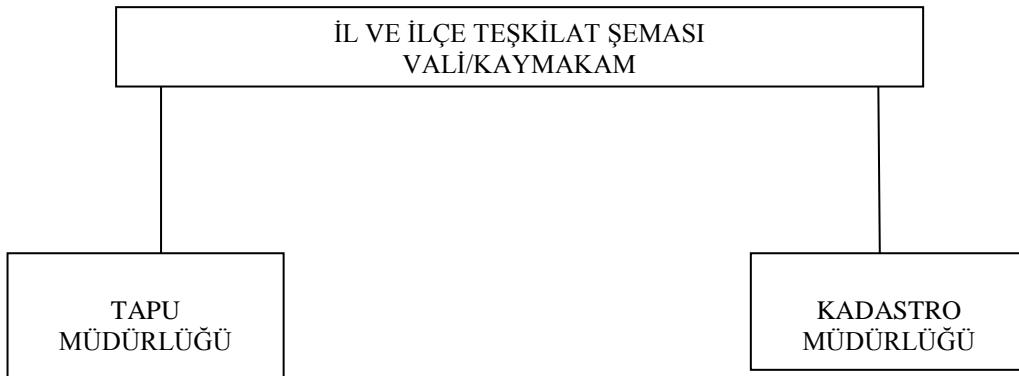 İL VE İLÇE TEŞKİLAT ŞEMASI
VALİ/KAYMAKAM
TAPU
MÜDÜRLÜĞÜ
KADASTRO
MÜDÜRLÜĞÜ